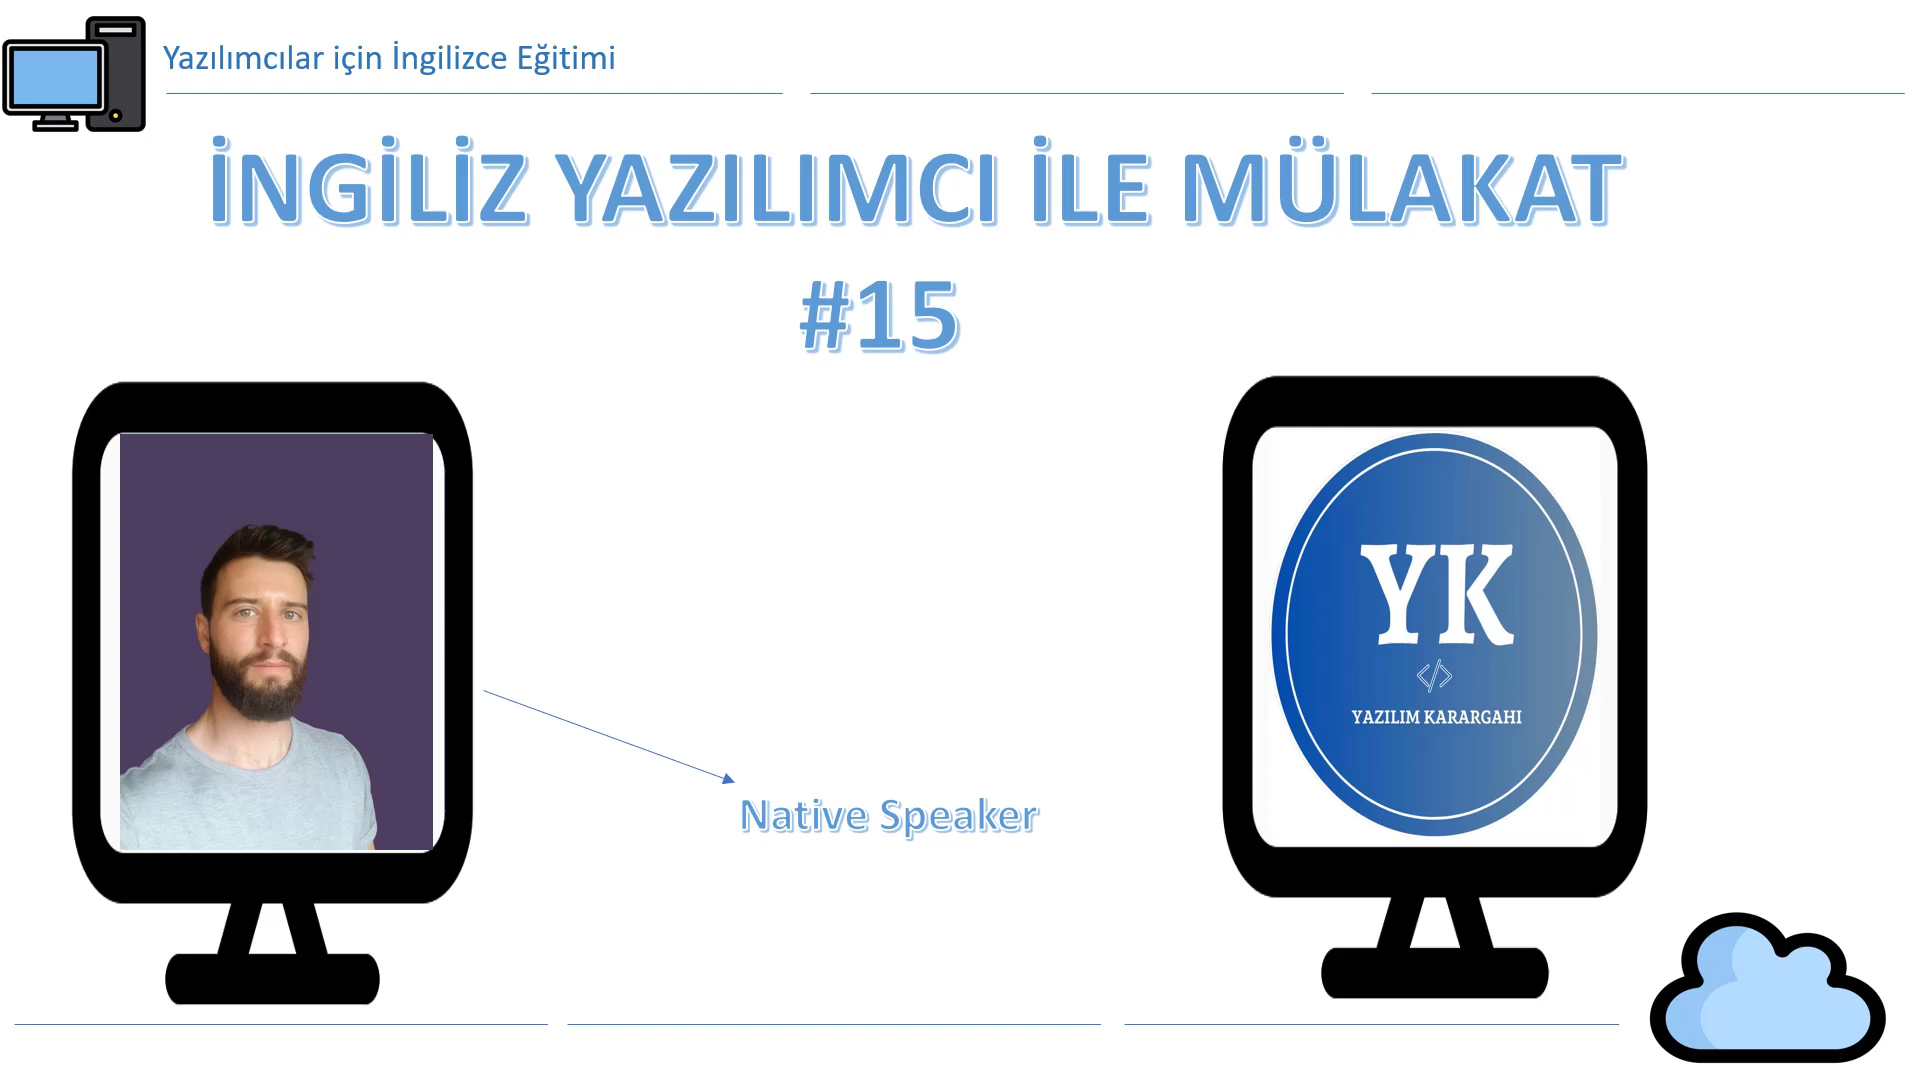 Yazılımcılar için İngilizce Eğitimi
İNGİLİZ YAZILIMCI İLE MÜLAKAT
#15
Native Speaker
YK
</>
YAZILIM KARARGAHI